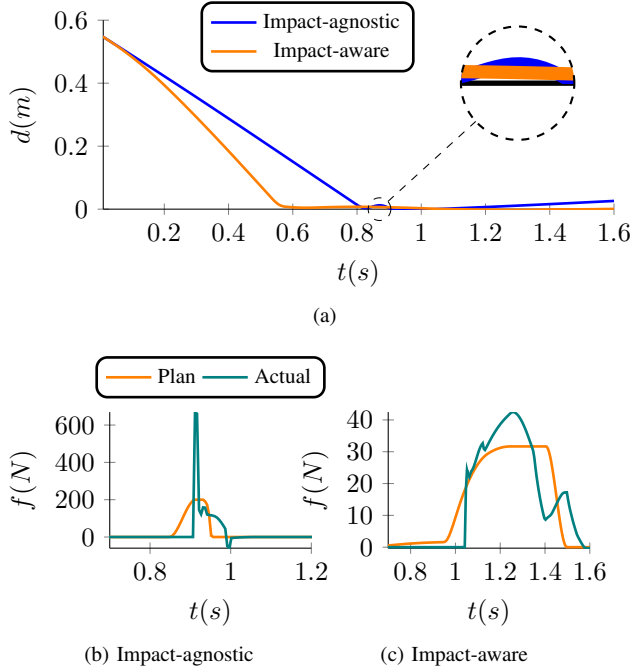 0.6
Impact-agnostic
Impact-aware
0.4
d(m)
0.2
0
0.2 0.4 0.6 0.8 1 1.2 1.4 1.6
t(s)
(a)
Plan Actual
600
400
200
0
f(N)
0.8 1 1.2
t(s)
(b) Impact-agnostic
40
30
20
10
0
f(N)
0.8 1 1.2 1.4 1.6
t(s)
(c) Impact-aware